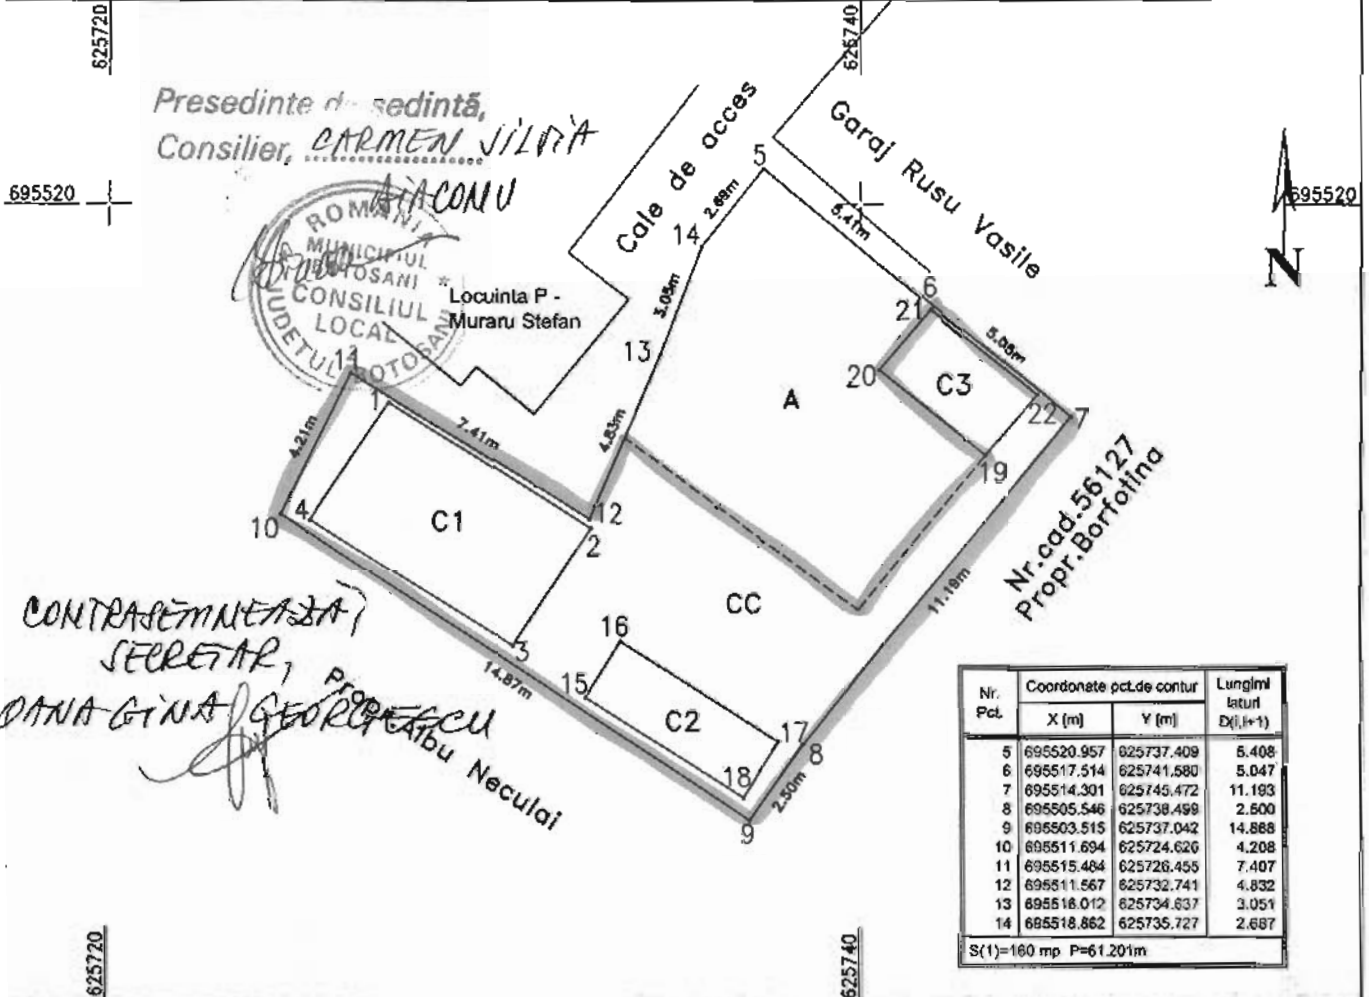 625720
625740
Presedinte de sedintă,
Consilier, CARMEN SILVIA
695520
695520
ROMANIA
MUNICIPIUL
BOTOSANI
CONSILIUL
LOCAL
JUDETUL BOTOSANI
*
Cale de acces
Garaj Rusu Vasile
N
Locuinta P -
Muraru Stefan
5
2.69m
5.41m
14
6
21
3.05m
5.05m
13
20
C3
A
22
7
11
1
7.41m
4.83m
4.21m
19
Nr.cad.56127
Propr.Borfotina
10
4
C1
12
2
CC
11.19m
CONTRASEMNEAZA,
SECRETAR,
OANA GINA GEORGESCU
3
14.87m
16
15
C2
17
8
18
2.50m
9
Propr. Albu Neculai
Nr. Pct. Coordonate pct.de contur Lungimi laturi D(i,i+1)
X [m] Y [m]
5 695520.957 625737.409 5.408
6 695517.514 625741.580 5.047
7 695514.301 625745.472 11.193
8 695505.546 625738.499 2.500
9 695503.515 625737.042 14.868
10 695511.694 625724.626 4.208
11 695515.484 625726.455 7.407
12 695511.567 625732.741 4.832
13 695516.012 625734.637 3.051
14 695518.862 625735.727 2.687
S(1)=160 mp P=61.201m
625720
625740